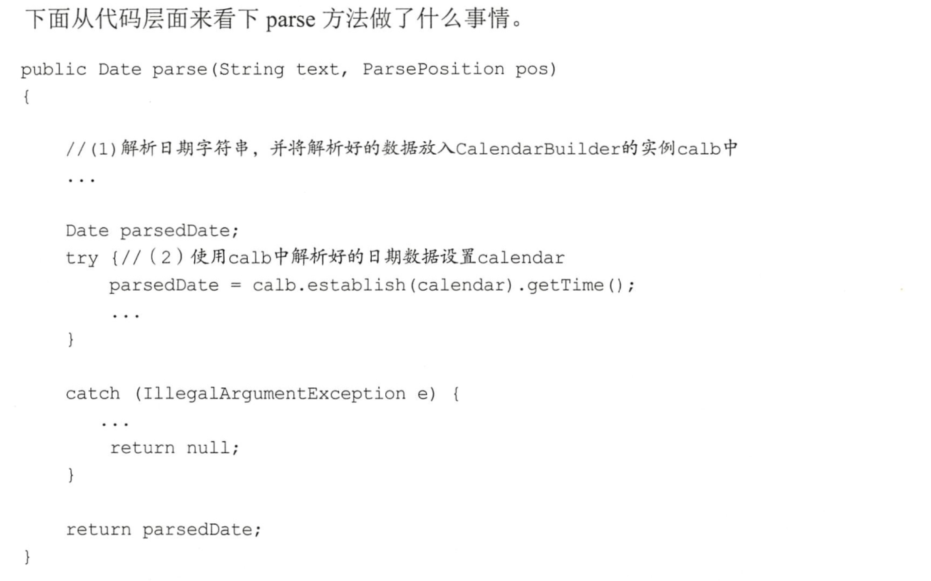 下面从代码层面来看下 parse 方法做了什么事情。
public Date parse(String text, ParsePosition pos)
{
//(1)解析日期字符串，并将解析好的数据放入CalendarBuilder的实例calb中
...
Date parsedDate;
try {//（2）使用calb中解析好的日期数据设置calendar
parsedDate = calb.establish(calendar).getTime();
...
}
catch (IllegalArgumentException e) {
...
return null;
}
return parsedDate;
}